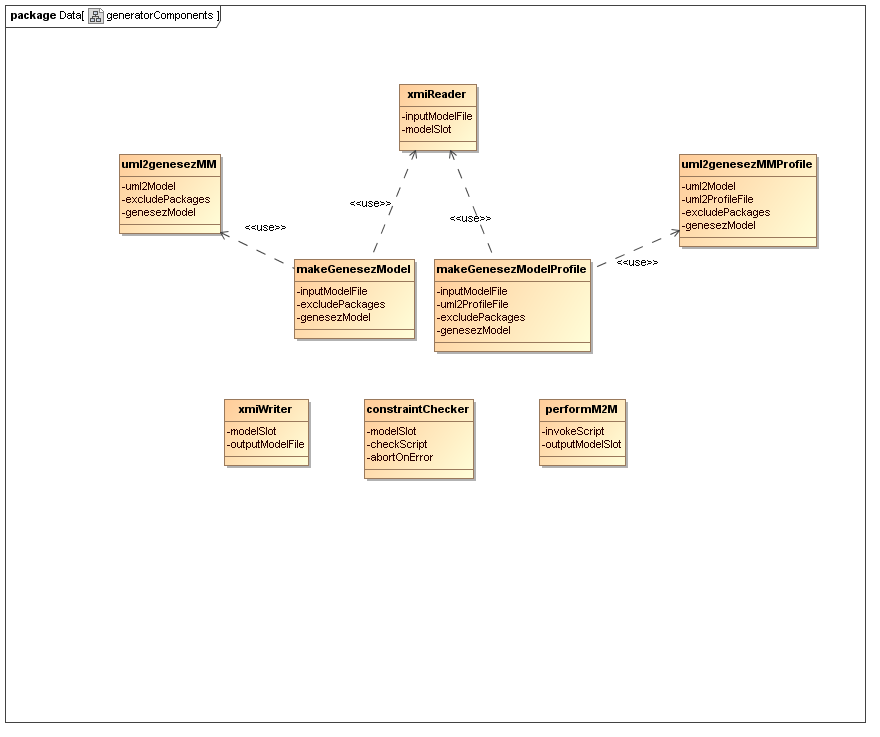 package Data[ generatorComponents ]
xmiReader
-inputModelFile
-modelSlot
uml2genesezMM
-uml2Model
-excludePackages
-genesezModel
uml2genesezMMProfile
-uml2Model
-uml2ProfileFile
-excludePackages
-genesezModel
<<use>>
<<use>>
<<use>>
<<use>>
makeGenesezModel
-inputModelFile
-excludePackages
-genesezModel
makeGenesezModelProfile
-inputModelFile
-uml2ProfileFile
-excludePackages
-genesezModel
xmiWriter
-modelSlot
-outputModelFile
constraintChecker
-modelSlot
-checkScript
-abortOnError
performM2M
-invokeScript
-outputModelSlot